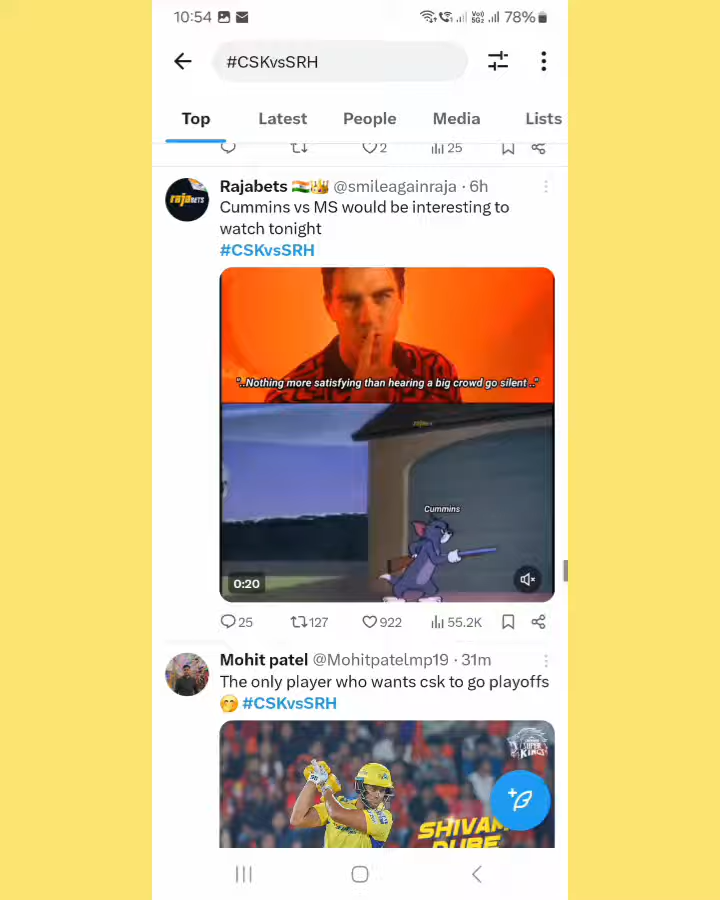 10:54
78%
#CSKvsSRH
Top Latest People Media Lists
2 25
Rajabets @smileagainraja · 6h
Cummins vs MS would be interesting to
watch tonight
#CSKvsSRH
"..Nothing more satisfying than hearing a big crowd go silent.."
Cummins
0:20
25 127 922 55.2K
Mohit patel @Mohitpatelmp19 · 31m
The only player who wants csk to go playoffs
🤭 #CSKvsSRH
SUPER
KINGS
SHIVAM
DUBE